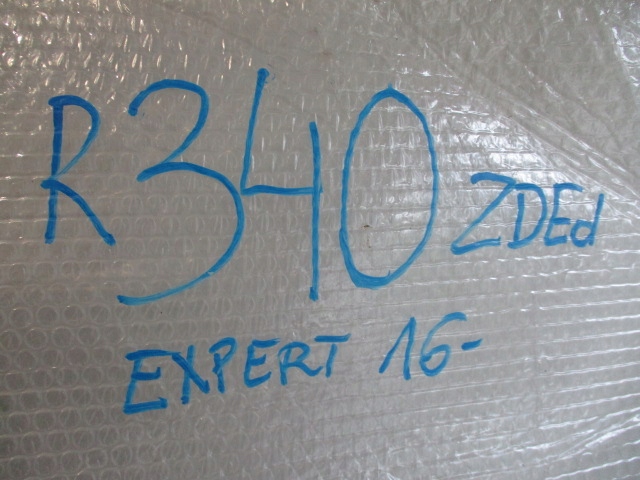 R340 ZDEd
EXPERT 16-